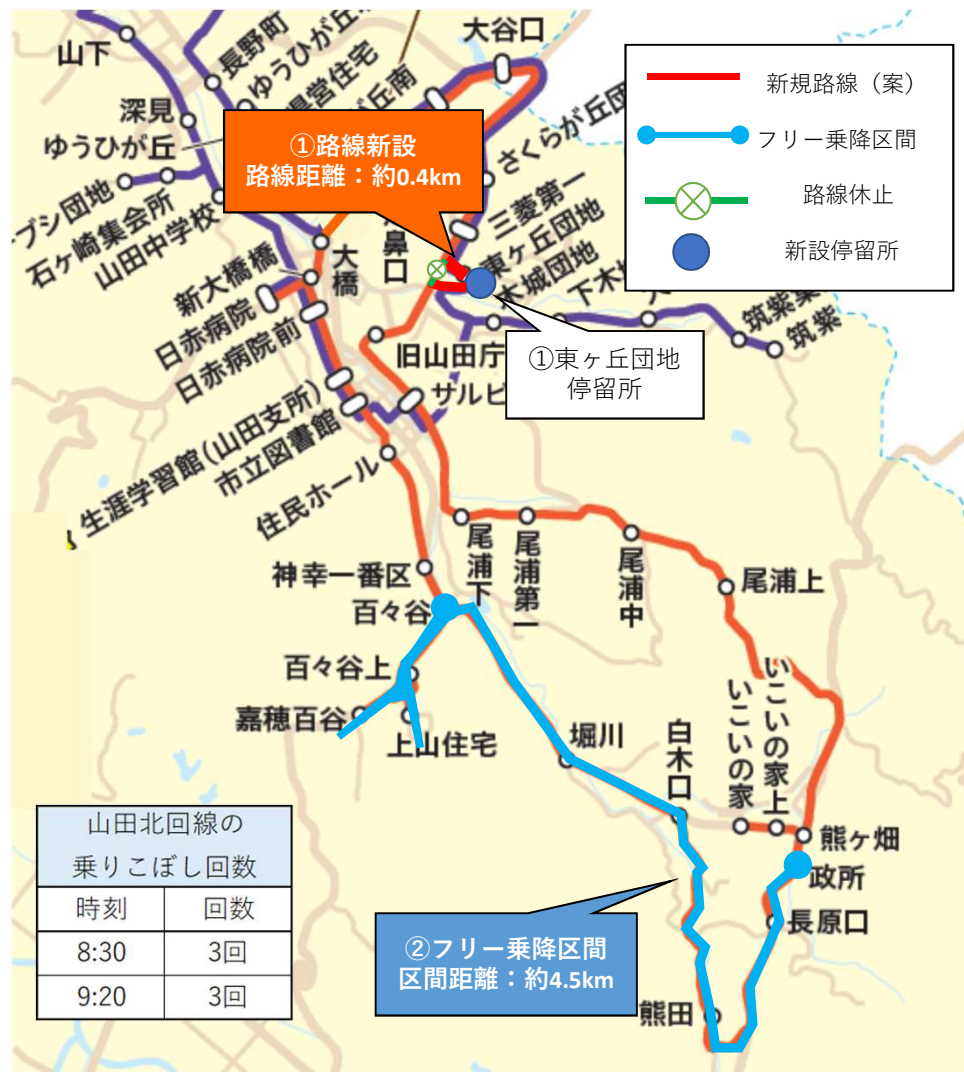 大谷口
山下
長野町
ゆうひが丘
県営住宅
が丘南
深見
ゆうひが丘
さくらが丘団
ブシ団地
石ヶ崎集会所
山田中学校
新大橋橋
大橋
鼻口
日赤病院
日赤病院前
三菱第一
東ヶ丘団地
木城団地
下木
筑紫
筑紫
旧山田庁
サルビ
生涯学習館(山田支所)
市立図書館
住民ホール
神幸一番区
百々谷
百々谷上
嘉穂百谷
上山住宅
尾浦下
尾浦第一
尾浦中
尾浦上
堀川
白木口
いこいの家
いこいの家上
熊ヶ畑
政所
長原口
熊田
①路線新設
路線距離：約0.4km
①東ヶ丘団地
停留所
②フリー乗降区間
区間距離：約4.5km
新規路線（案）
フリー乗降区間
路線休止
新設停留所
山田北回線の
乗りこぼし回数
時刻 回数
8:30 3回
9:20 3回